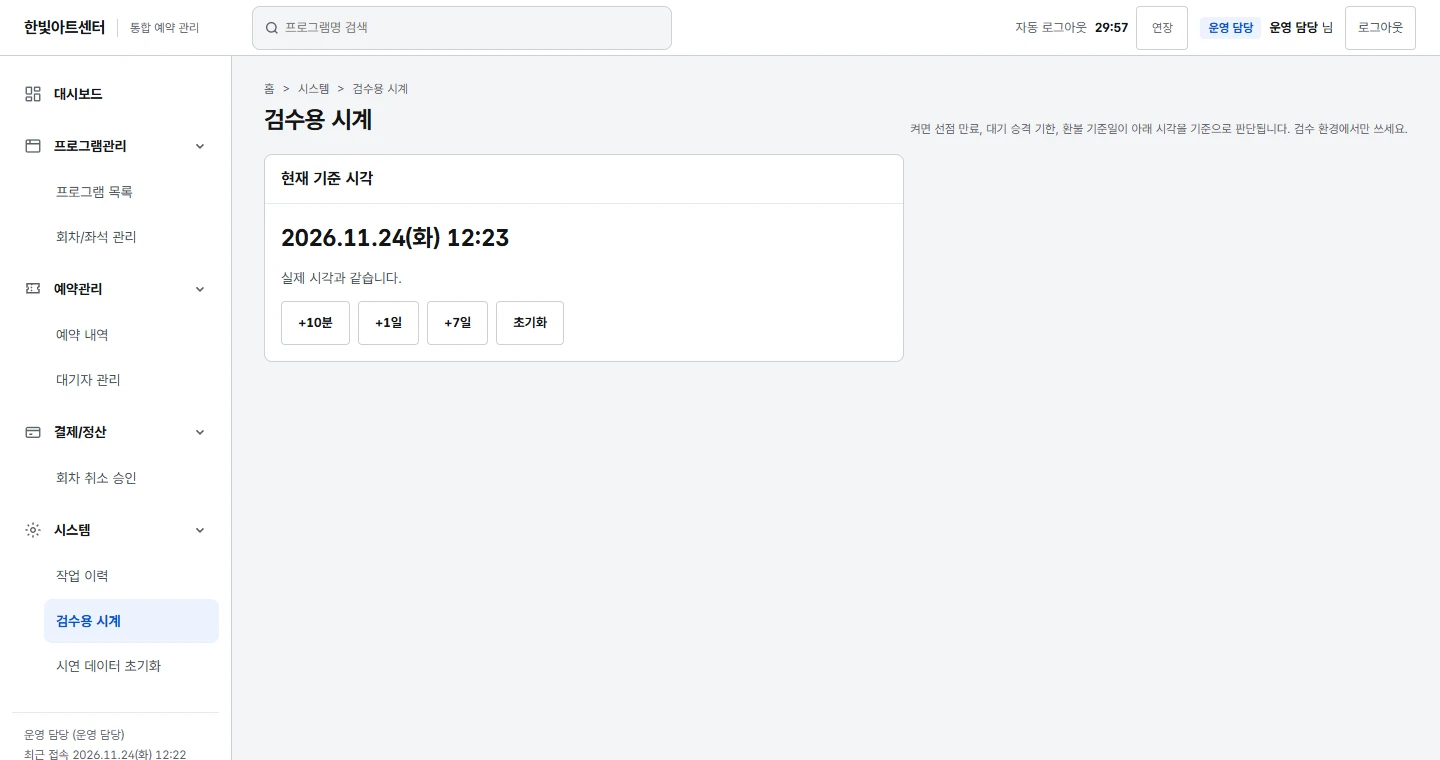 한빛아트센터 통합 예약 관리
프로그램명 검색
자동 로그아웃 29:57 연장 운영 담당 운영 담당 님 로그아웃
대시보드
프로그램관리
프로그램 목록
회차/좌석 관리
예약관리
예약 내역
대기자 관리
결제/정산
회차 취소 승인
시스템
작업 이력
검수용 시계
시연 데이터 초기화
운영 담당 (운영 담당)
최근 접속 2026.11.24(화) 12:22
홈 > 시스템 > 검수용 시계
검수용 시계
켜면 선점 만료, 대기 승격 기한, 환불 기준일이 아래 시각을 기준으로 판단됩니다. 검수 환경에서만 쓰세요.
현재 기준 시각
2026.11.24(화) 12:23
실제 시각과 같습니다.
+10분 +1일 +7일 초기화